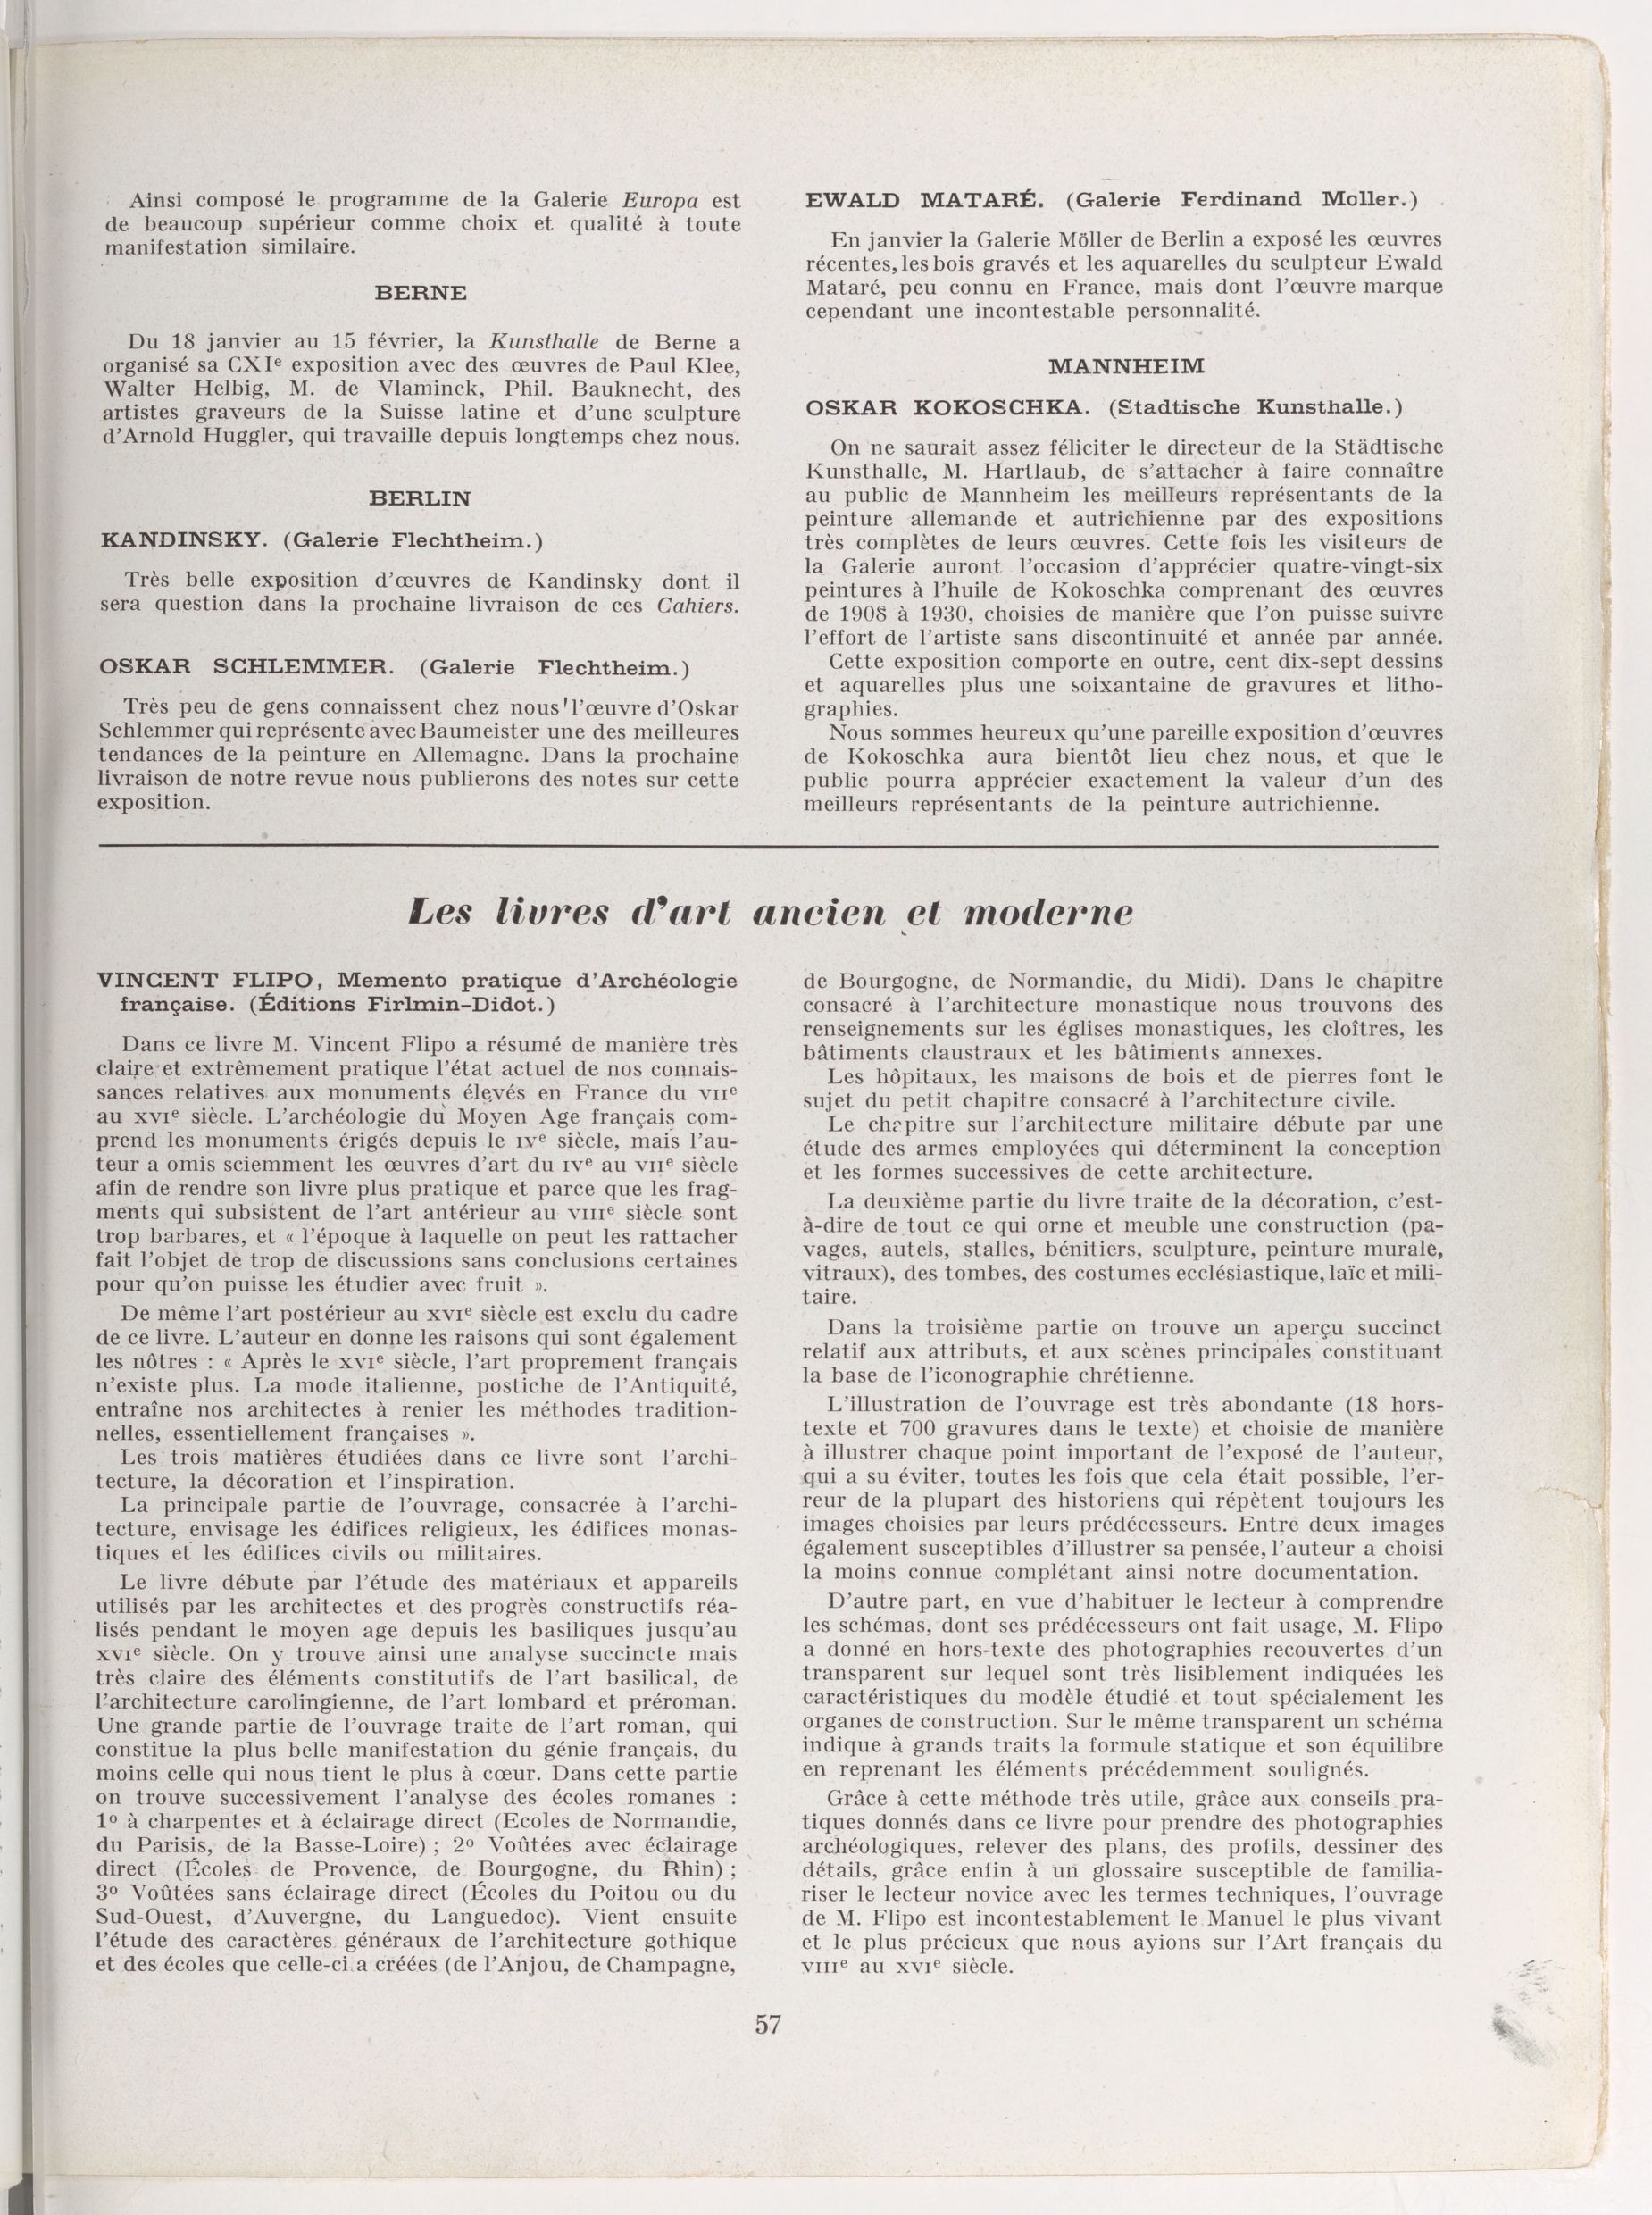 Ainsi composé le programme de la Galerie Europa est
de beaucoup supérieur comme choix et qualité à toute
manifestation similaire.
BERNE
Du 18 janvier au 15 février, la Kunsthalle de Berne a
organisé sa CXIe exposition avec des œuvres de Paul Klee,
Walter Helbig, M. de Vlaminck, Phil. Bauknecht, des
artistes graveurs de la Suisse latine et d'une sculpture
d'Arnold Huggler, qui travaille depuis longtemps chez nous.
BERLIN
KANDINSKY. (Galerie Flechtheim.)
Très belle exposition d'œuvres de Kandinsky dont il
sera question dans la prochaine livraison de ces Cahiers.
OSKAR SCHLEMMER. (Galerie Flechtheim.)
Très peu de gens connaissent chez nous l'œuvre d'Oskar
Schlemmer qui représente avec Baumeister une des meilleures
tendances de la peinture en Allemagne. Dans la prochaine
livraison de notre revue nous publierons des notes sur cette
exposition.
EWALD MATARÉ. (Galerie Ferdinand Moller.)
En janvier la Galerie Möller de Berlin a exposé les œuvres
récentes, les bois gravés et les aquarelles du sculpteur Ewald
Mataré, peu connu en France, mais dont l'œuvre marque
cependant une incontestable personnalité.
MANNHEIM
OSKAR KOKOSCHKA. (Stadtische Kunsthalle.)
On ne saurait assez féliciter le directeur de la Städtische
Kunsthalle, M. Hartlaub, de s'attacher à faire connaître
au public de Mannheim les meilleurs représentants de la
peinture allemande et autrichienne par des expositions
très complètes de leurs œuvres. Cette fois les visiteurs de
la Galerie auront l'occasion d'apprécier quatre-vingt-six
peintures à l'huile de Kokoschka comprenant des œuvres
de 1908 à 1930, choisies de manière que l'on puisse suivre
l'effort de l'artiste sans discontinuité et année par année.
Cette exposition comporte en outre, cent dix-sept dessins
et aquarelles plus une soixantaine de gravures et litho-
graphies.
Nous sommes heureux qu'une pareille exposition d'œuvres
de Kokoschka aura bientôt lieu chez nous, et que le
public pourra apprécier exactement la valeur d'un des
meilleurs représentants de la peinture autrichienne.
Les livres d'art ancien et moderne
VINCENT FLIPO, Memento pratique d'Archéologie
française. (Éditions Firlmin-Didot.)
Dans ce livre M. Vincent Flipo a résumé de manière très
claire et extrêmement pratique l'état actuel de nos connais-
sances relatives aux monuments élevés en France du VIIe
au XVIe siècle. L'archéologie du Moyen Age français com-
prend les monuments érigés depuis le IVe siècle, mais l'au-
teur a omis sciemment les œuvres d'art du IVe au VIIe siècle
afin de rendre son livre plus pratique et parce que les frag-
ments qui subsistent de l'art antérieur au VIIIe siècle sont
trop barbares, et « l'époque à laquelle on peut les rattacher
fait l'objet de trop de discussions sans conclusions certaines
pour qu'on puisse les étudier avec fruit ».
De même l'art postérieur au XVIe siècle est exclu du cadre
de ce livre. L'auteur en donne les raisons qui sont également
les nôtres : « Après le XVIe siècle, l'art proprement français
n'existe plus. La mode italienne, postiche de l'Antiquité,
entraîne nos architectes à renier les méthodes tradition-
nelles, essentiellement françaises ».
Les trois matières étudiées dans ce livre sont l'archi-
tecture, la décoration et l'inspiration.
La principale partie de l'ouvrage, consacrée à l'archi-
tecture, envisage les édifices religieux, les édifices monas-
tiques et les édifices civils ou militaires.
Le livre débute par l'étude des matériaux et appareils
utilisés par les architectes et des progrès constructifs réa-
lisés pendant le moyen age depuis les basiliques jusqu'au
XVIe siècle. On y trouve ainsi une analyse succincte mais
très claire des éléments constitutifs de l'art basilical, de
l'architecture carolingienne, de l'art lombard et préroman.
Une grande partie de l'ouvrage traite de l'art roman, qui
constitue la plus belle manifestation du génie français, du
moins celle qui nous tient le plus à cœur. Dans cette partie
on trouve successivement l'analyse des écoles romanes :
1o à charpentes et à éclairage direct (Ecoles de Normandie,
du Parisis, de la Basse-Loire) ; 2o Voûtées avec éclairage
direct (Écoles de Provence, de Bourgogne, du Rhin) ;
3o Voûtées sans éclairage direct (Écoles du Poitou ou du
Sud-Ouest, d'Auvergne, du Languedoc). Vient ensuite
l'étude des caractères généraux de l'architecture gothique
et des écoles que celle-ci a créées (de l'Anjou, de Champagne,
de Bourgogne, de Normandie, du Midi). Dans le chapitre
consacré à l'architecture monastique nous trouvons des
renseignements sur les églises monastiques, les cloîtres, les
bâtiments claustraux et les bâtiments annexes.
Les hôpitaux, les maisons de bois et de pierres font le
sujet du petit chapitre consacré à l'architecture civile.
Le chapitre sur l'architecture militaire débute par une
étude des armes employées qui déterminent la conception
et les formes successives de cette architecture.
La deuxième partie du livre traite de la décoration, c'est-
à-dire de tout ce qui orne et meuble une construction (pa-
vages, autels, stalles, bénitiers, sculpture, peinture murale,
vitraux), des tombes, des costumes ecclésiastique, laïc et mili-
taire.
Dans la troisième partie on trouve un aperçu succinct
relatif aux attributs, et aux scènes principales constituant
la base de l'iconographie chrétienne.
L'illustration de l'ouvrage est très abondante (18 hors-
texte et 700 gravures dans le texte) et choisie de manière
à illustrer chaque point important de l'exposé de l'auteur,
qui a su éviter, toutes les fois que cela était possible, l'er-
reur de la plupart des historiens qui répètent toujours les
images choisies par leurs prédécesseurs. Entre deux images
également susceptibles d'illustrer sa pensée, l'auteur a choisi
la moins connue complétant ainsi notre documentation.
D'autre part, en vue d'habituer le lecteur à comprendre
les schémas, dont ses prédécesseurs ont fait usage, M. Flipo
a donné en hors-texte des photographies recouvertes d'un
transparent sur lequel sont très lisiblement indiquées les
caractéristiques du modèle étudié et tout spécialement les
organes de construction. Sur le même transparent un schéma
indique à grands traits la formule statique et son équilibre
en reprenant les éléments précédemment soulignés.
Grâce à cette méthode très utile, grâce aux conseils pra-
tiques donnés dans ce livre pour prendre des photographies
archéologiques, relever des plans, des profils, dessiner des
détails, grâce enfin à un glossaire susceptible de familia-
riser le lecteur novice avec les termes techniques, l'ouvrage
de M. Flipo est incontestablement le Manuel le plus vivant
et le plus précieux que nous ayions sur l'Art français du
VIIIe au XVIe siècle.
57